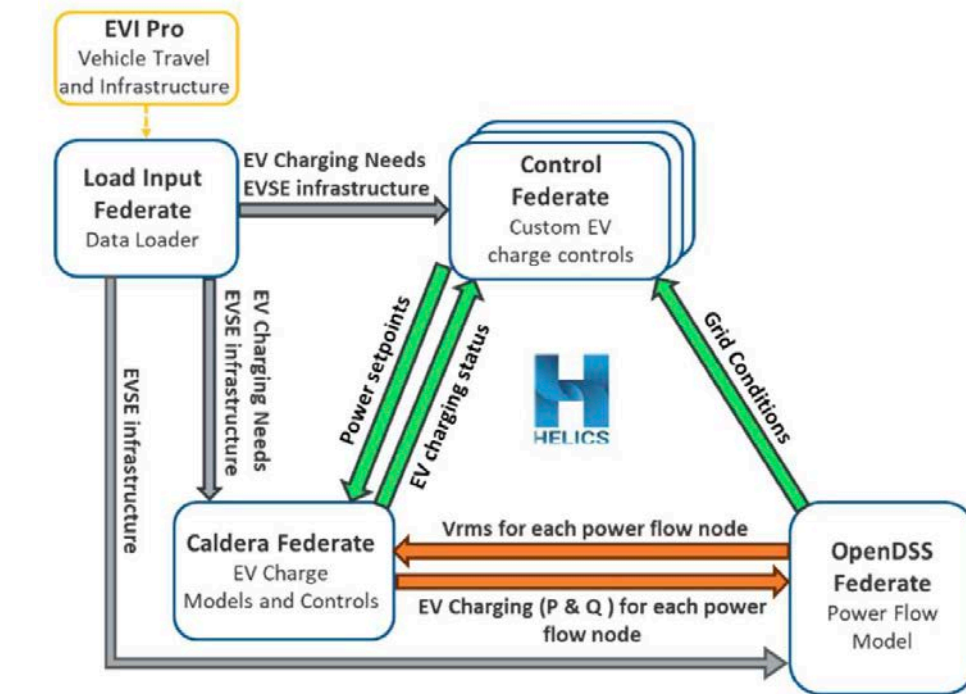 EVI Pro
Vehicle Travel
and Infrastructure
Load Input
Federate
Data Loader
EV Charging Needs
EVSE infrastructure
Control
Federate
Custom EV
charge controls
EVSE infrastructure
EV Charging Needs
EVSE infrastructure
Power setpoints
EV charging status
HELICS
Grid Conditions
Caldera Federate
EV Charge
Models and Controls
Vrms for each power flow node
EV Charging (P & Q ) for each power
flow node
OpenDSS
Federate
Power Flow
Model